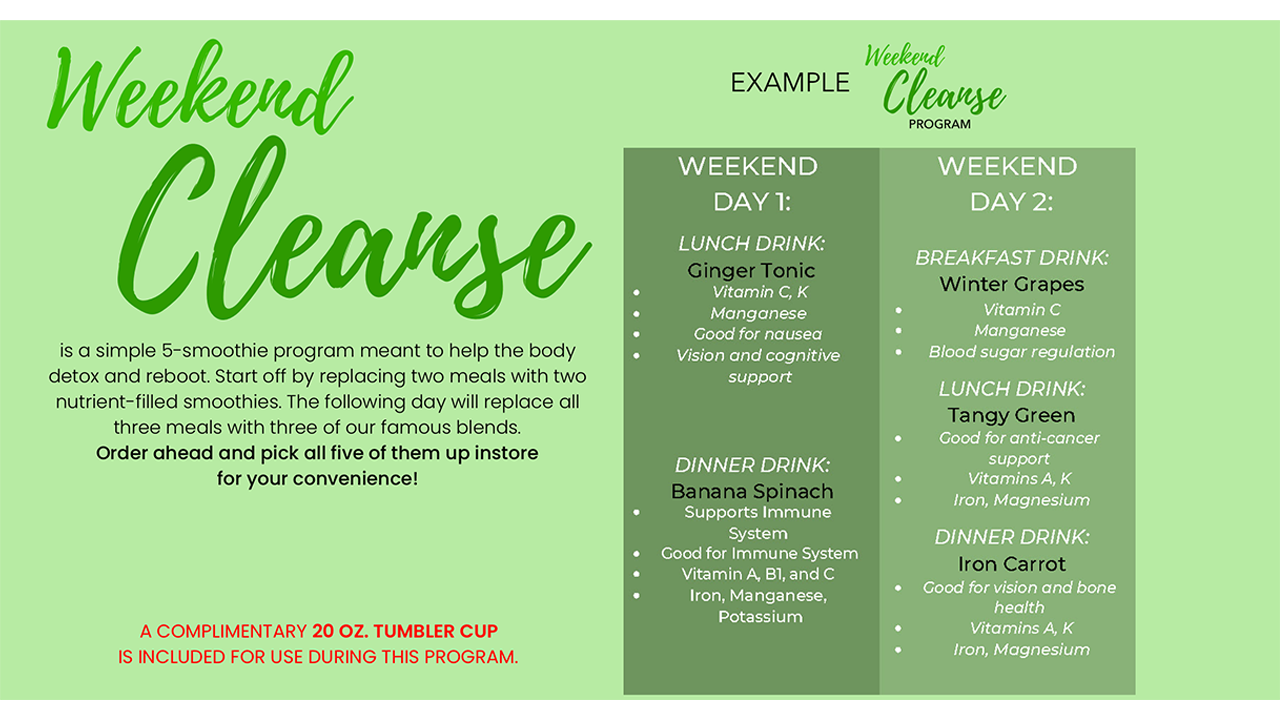 Weekend
Cleanse
is a simple 5-smoothie program meant to help the body
detox and reboot. Start off by replacing two meals with two
nutrient-filled smoothies. The following day will replace all
three meals with three of our famous blends.
Order ahead and pick all five of them up instore
for your convenience!
A COMPLIMENTARY 20 OZ. TUMBLER CUP
IS INCLUDED FOR USE DURING THIS PROGRAM.
EXAMPLE
Weekend
Cleanse
PROGRAM
WEEKEND
DAY 1:
LUNCH DRINK:
Ginger Tonic
• Vitamin C, K
• Manganese
• Good for nausea
• Vision and cognitive
support
DINNER DRINK:
Banana Spinach
• Supports Immune
System
• Good for Immune System
• Vitamin A, B1, and C
• Iron, Manganese,
Potassium
WEEKEND
DAY 2:
BREAKFAST DRINK:
Winter Grapes
• Vitamin C
• Manganese
• Blood sugar regulation
LUNCH DRINK:
Tangy Green
• Good for anti-cancer
support
• Vitamins A, K
• Iron, Magnesium
DINNER DRINK:
Iron Carrot
• Good for vision and bone
health
• Vitamins A, K
• Iron, Magnesium